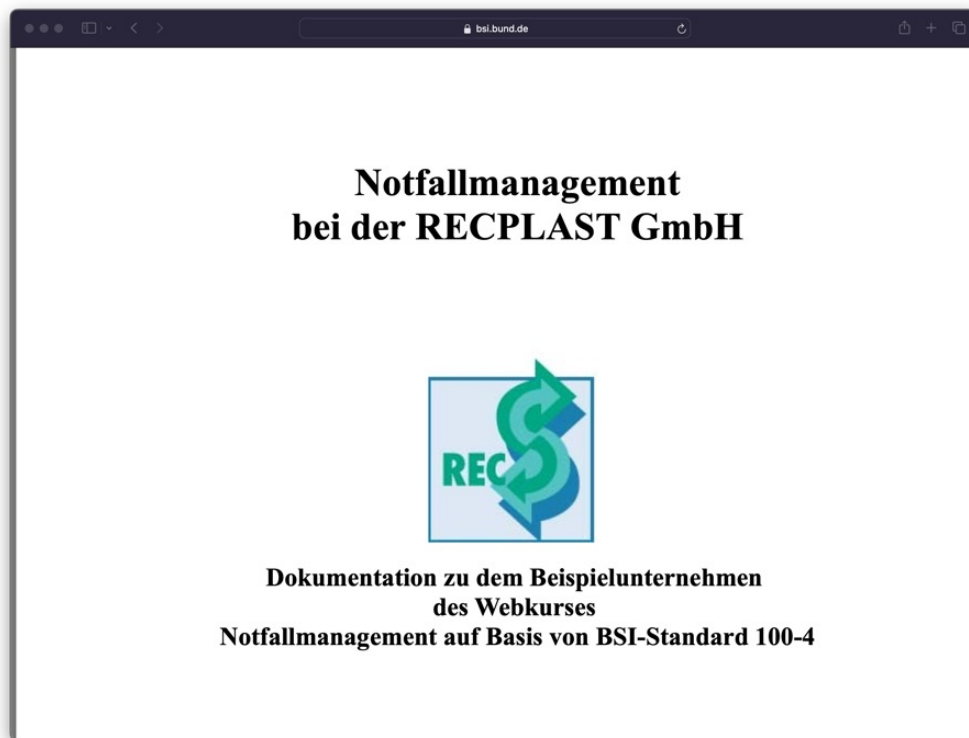 bsi.bund.de
Notfallmanagement
bei der RECPLAST GmbH
REC
Dokumentation zu dem Beispielunternehmen
des Webkurses
Notfallmanagement auf Basis von BSI-Standard 100-4